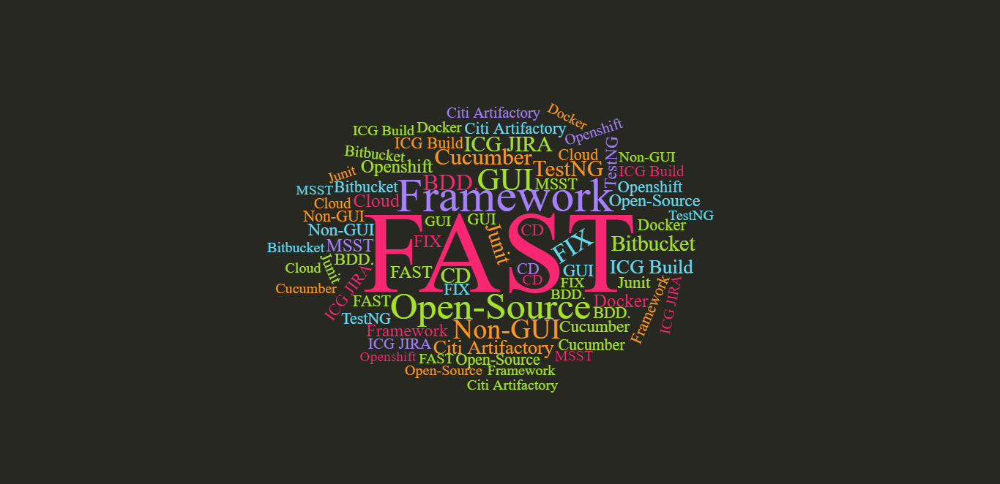 Citi Artifactory
Docker
ICG Build
Docker
Citi Artifactory
Openshift
ICG Build
ICG JIRA
Bitbucket
Cucumber
Cloud
TestNG
Non-GUI
Openshift
TestNG
ICG Build
Junit
BDD.
GUI
MSST
MSST
Bitbucket
Openshift
Cloud
Cloud
Framework
Open-Source
Non-GUI
GUI
GUI
TestNG
Non-GUI
FAST
CD
Docker
Bitbucket
MSST
FIX
Junit
FIX
Bitbucket
Cloud
Junit.
BDD.
FAST
CD
CD
GUI
ICG Build
Cucumber
ICG JIRA
FIX
CD
FIX
Junit
BDD.
FAST
Open-Source
Docker
BDD.
Framework
ICG JIRA
TestNG
Framework
Non-GUI
Cucumber
ICG JIRA
Citi Artifactory
Cucumber
Openshift
FAST
Open-Source
MSST
Open-Source
Framework
Citi Artifactory